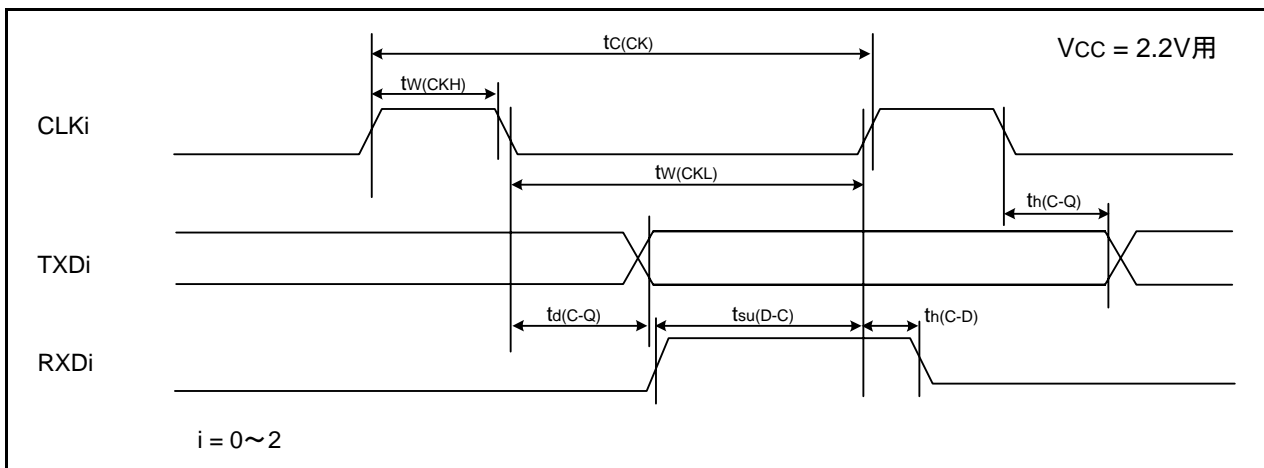 tC(CK)
VCC = 2.2V用
tW(CKH)
CLKi
tW(CKL)
th(C-Q)
TXDi
td(C-Q)
tsu(D-C)
th(C-D)
RXDi
i = 0～2